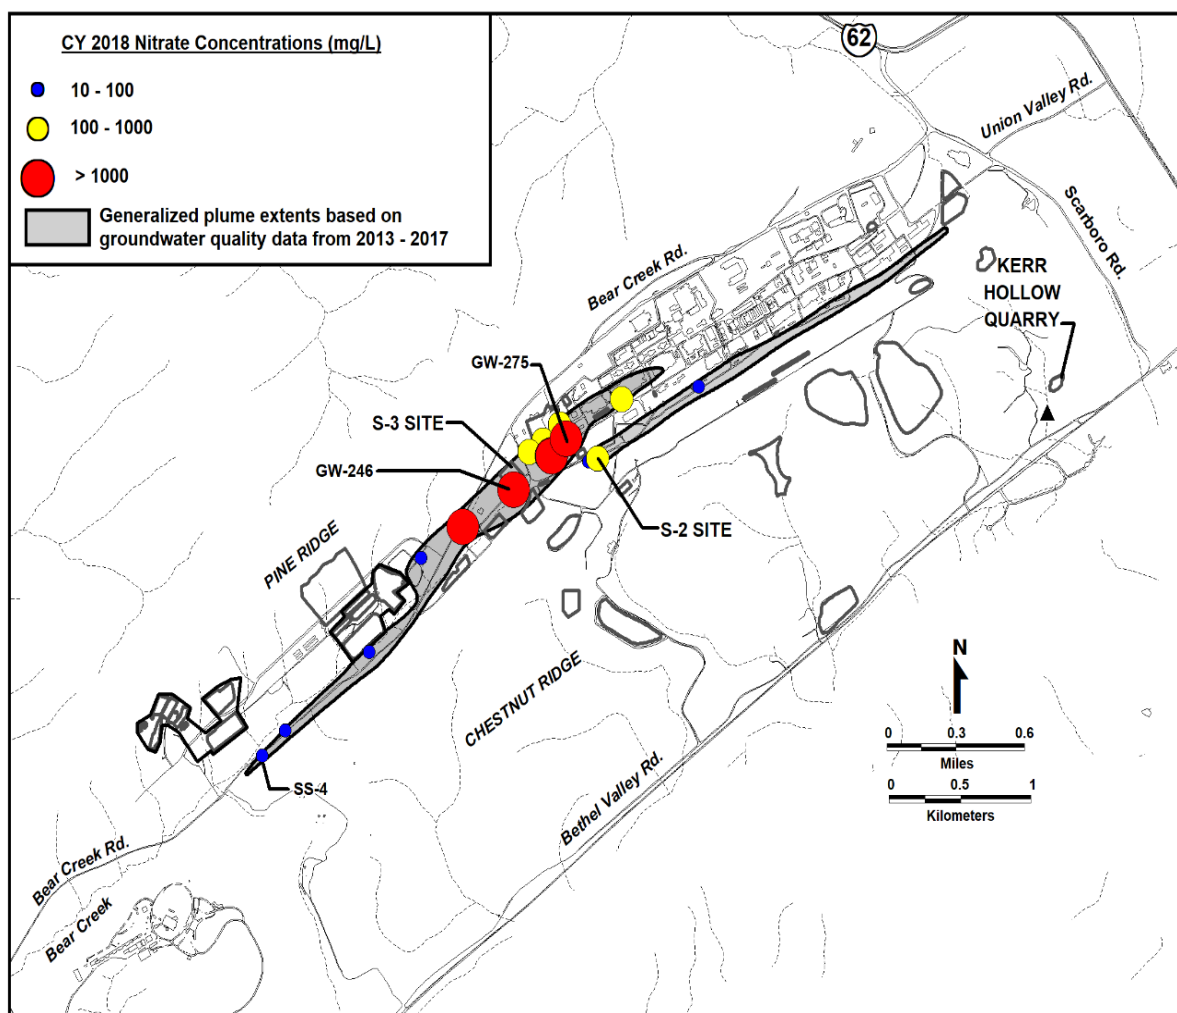 CY 2018 Nitrate Concentrations (mg/L)
10 - 100
100 - 1000
> 1000
Generalized plume extents based on
groundwater quality data from 2013 - 2017
62
Union Valley Rd.
Scarboro Rd.
Bear Creek Rd.
KERR
HOLLOW
QUARRY
GW-275
S-3 SITE
GW-246
S-2 SITE
PINE RIDGE
CHESTNUT RIDGE
N
0 0.3 0.6
Miles
0 0.5 1
Kilometers
SS-4
Bethel Valley Rd.
Bear Creek Rd.
Bear Creek